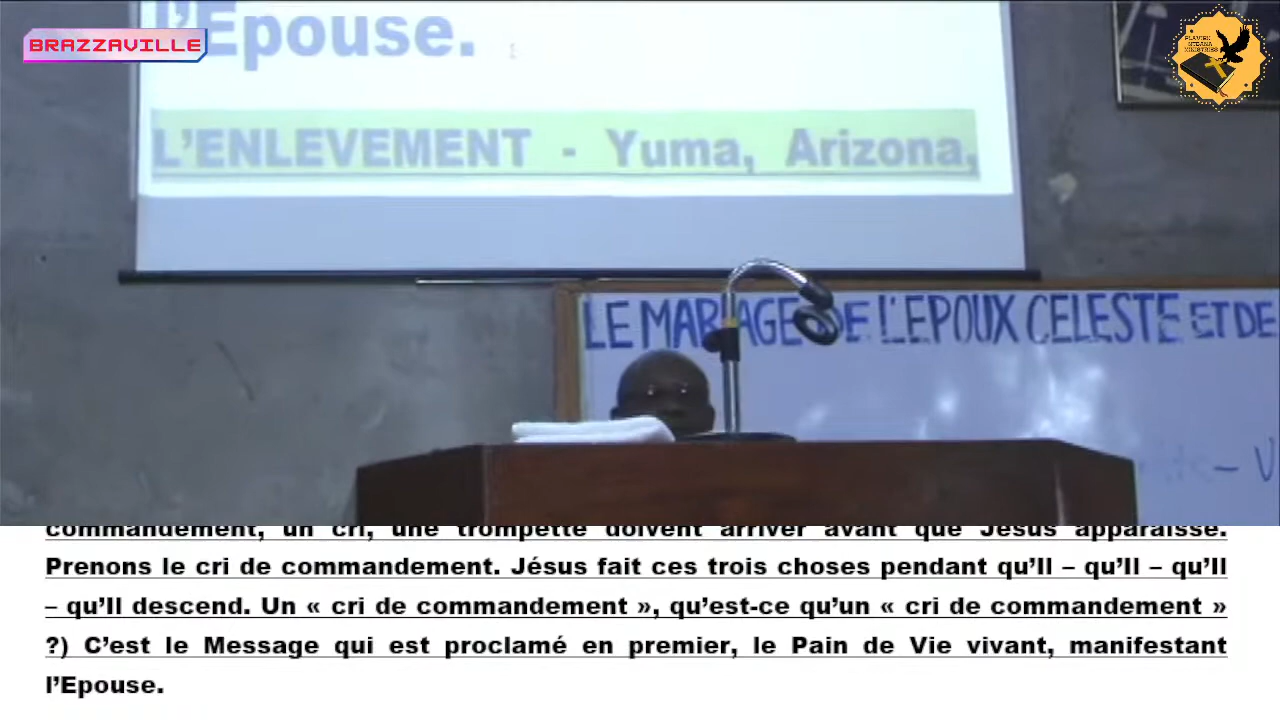 BRAZZAVILLE
l'Epouse.
L'ENLEVEMENT - Yuma, Arizona,
LE MARIAGE DE L'EPOUX CELESTE ET DE
commandement, un cri, une trompette doivent arriver avant que Jésus apparaisse.
Prenons le cri de commandement. Jésus fait ces trois choses pendant qu'Il – qu'Il – qu'Il
– qu'Il descend. Un « cri de commandement », qu'est-ce qu'un « cri de commandement »
?) C'est le Message qui est proclamé en premier, le Pain de Vie vivant, manifestant
l'Epouse.